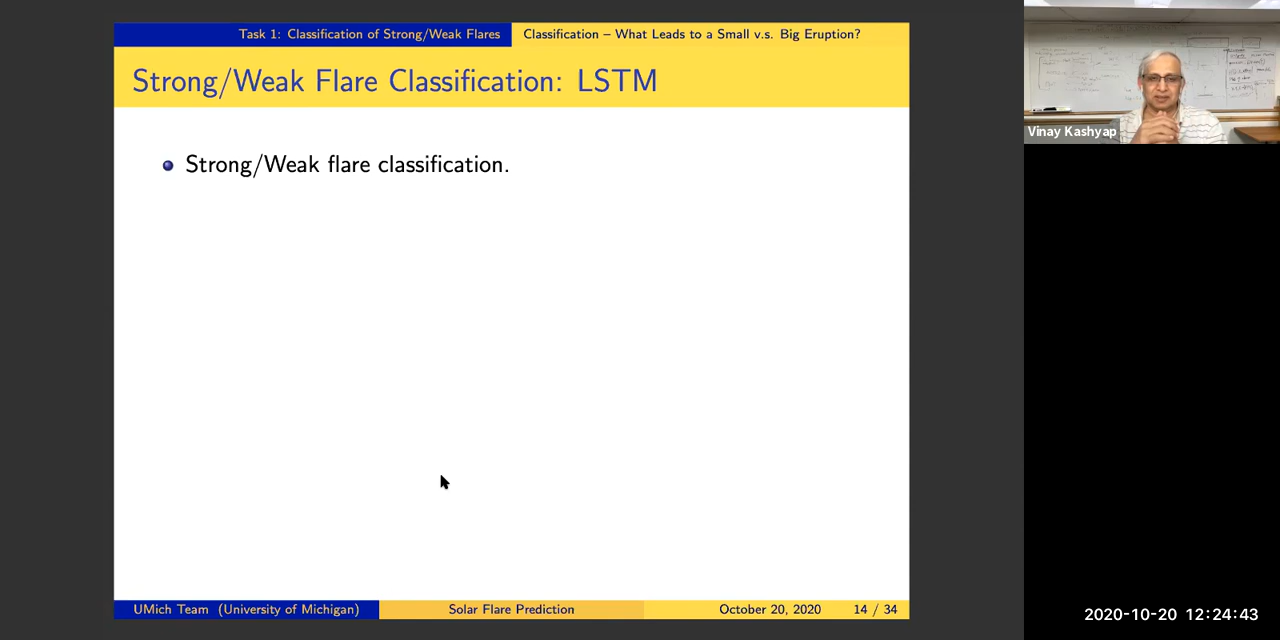 Task 1: Classification of Strong/Weak Flares
Classification – What Leads to a Small v.s. Big Eruption?
Strong/Weak Flare Classification: LSTM
Strong/Weak flare classification.
UMich Team (University of Michigan)
Solar Flare Prediction
October 20, 2020
14 / 34
Vinay Kashyap
2020-10-20 12:24:43